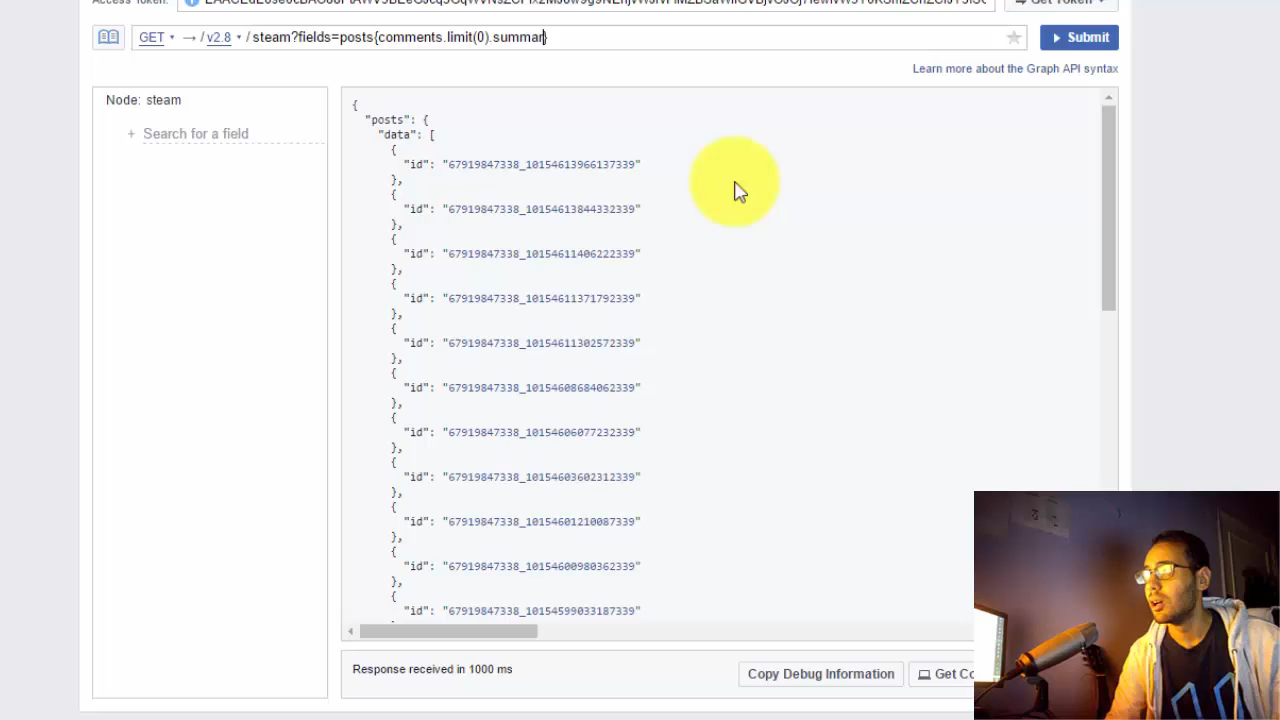 Get Token
GET → / v2.8 / steam?fields=posts{comments.limit(0).summar}
Submit
Learn more about the Graph API syntax
Node: steam
+ Search for a field
{
"posts": {
"data": [
{
"id": "67919847338_10154613966137339"
},
{
"id": "67919847338_10154613844332339"
},
{
"id": "67919847338_10154611406222339"
},
{
"id": "67919847338_10154611371792339"
},
{
"id": "67919847338_10154611302572339"
},
{
"id": "67919847338_10154608684062339"
},
{
"id": "67919847338_10154606077232339"
},
{
"id": "67919847338_10154603602312339"
},
{
"id": "67919847338_10154601210087339"
},
{
"id": "67919847338_10154600980362339"
},
{
"id": "67919847338_10154599033187339"
Response received in 1000 ms
Copy Debug Information
Get Co